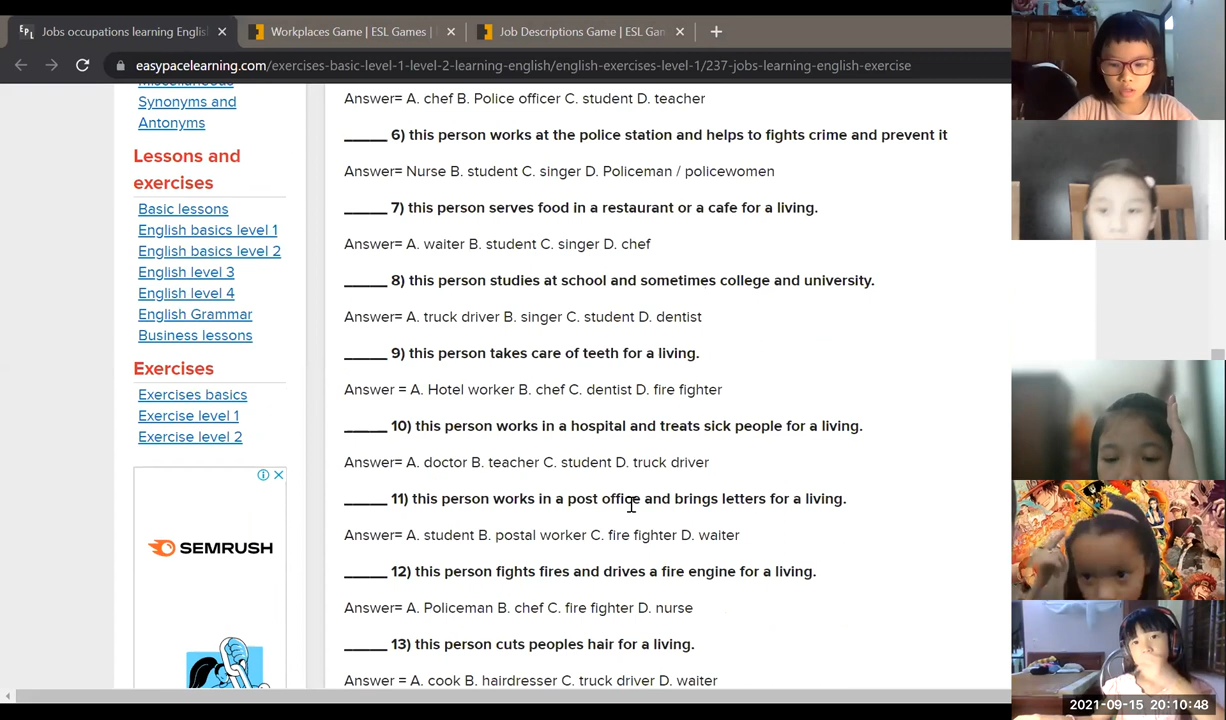 Jobs occupations learning Englis
Workplaces Game | ESL Games |
Job Descriptions Game | ESL Gam
easypacelearning.com/exercises-basic-level-1-level-2-learning-english/english-exercises-level-1/237-jobs-learning-english-exercise
Synonyms and
Antonyms
Lessons and
exercises
Basic lessons
English basics level 1
English basics level 2
English level 3
English level 4
English Grammar
Business lessons
Exercises
Exercises basics
Exercise level 1
Exercise level 2
SEMRUSH
Answer= A. chef B. Police officer C. student D. teacher
_____ 6) this person works at the police station and helps to fights crime and prevent it
Answer= Nurse B. student C. singer D. Policeman / policewomen
_____ 7) this person serves food in a restaurant or a cafe for a living.
Answer= A. waiter B. student C. singer D. chef
_____ 8) this person studies at school and sometimes college and university.
Answer= A. truck driver B. singer C. student D. dentist
_____ 9) this person takes care of teeth for a living.
Answer = A. Hotel worker B. chef C. dentist D. fire fighter
_____ 10) this person works in a hospital and treats sick people for a living.
Answer= A. doctor B. teacher C. student D. truck driver
_____ 11) this person works in a post office and brings letters for a living.
Answer= A. student B. postal worker C. fire fighter D. waiter
_____ 12) this person fights fires and drives a fire engine for a living.
Answer= A. Policeman B. chef C. fire fighter D. nurse
_____ 13) this person cuts peoples hair for a living.
Answer = A. cook B. hairdresser C. truck driver D. waiter
2021-09-15 20:10:48